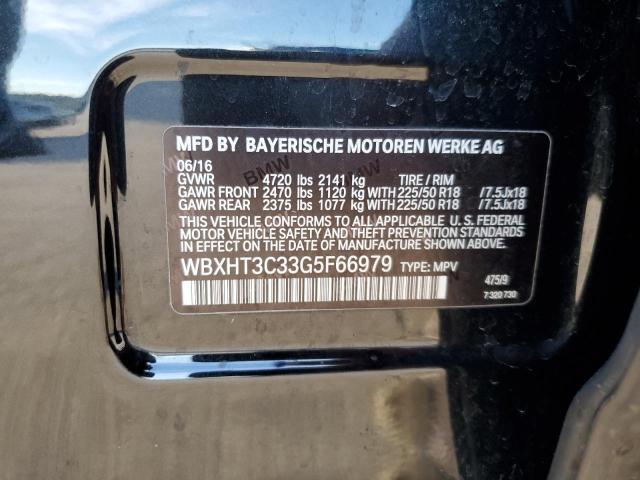 MFD BY BAYERISCHE MOTOREN WERKE AG
06/16
GVWR 4720 lbs 2141 kg TIRE / RIM
GAWR FRONT 2470 lbs 1120 kg WITH 225/50 R18 /7.5Jx18
GAWR REAR 2375 lbs 1077 kg WITH 225/50 R18 /7.5Jx18
THIS VEHICLE CONFORMS TO ALL APPLICABLE U. S. FEDERAL
MOTOR VEHICLE SAFETY, BUMPER, AND THEFT PREVENTION
STANDARDS IN EFFECT ON THE DATE OF MANUFACTURE SHOWN ABOVE.
WBXHT3C33G5F66979 TYPE: MPV
475/9
7 320 730